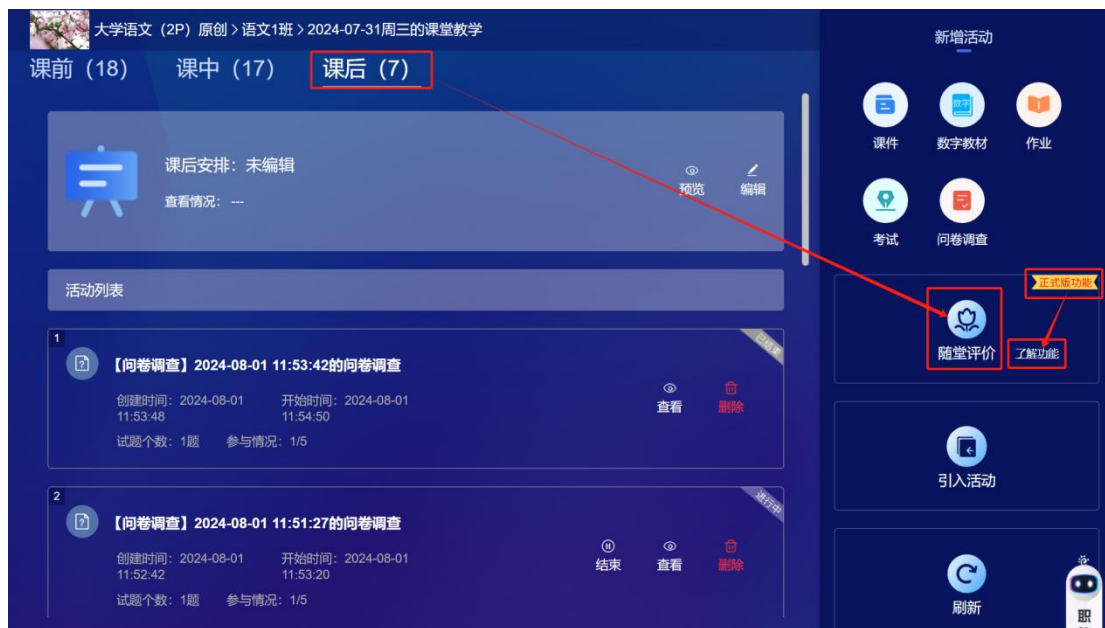 大学语文（2P）原创 > 语文1班 > 2024-07-31周三的课堂教学
课前（18） 课中（17） 课后（7）
课后安排：未编辑
查看情况：---
预览 编辑
活动列表
1
已结束
【问卷调查】2024-08-01 11:53:42的问卷调查
创建时间：2024-08-01 开始时间：2024-08-01
11:53:48 11:54:50
试题个数：1题 参与情况：1/5
查看 删除
2
进行中
【问卷调查】2024-08-01 11:51:27的问卷调查
创建时间：2024-08-01 开始时间：2024-08-01
11:52:42 11:53:20
试题个数：1题 参与情况：1/5
结束 查看 删除
新增活动
课件 数字教材 作业
数字
考试 问卷调查
正式版功能
随堂评价 了解功能
引入活动
刷新
职